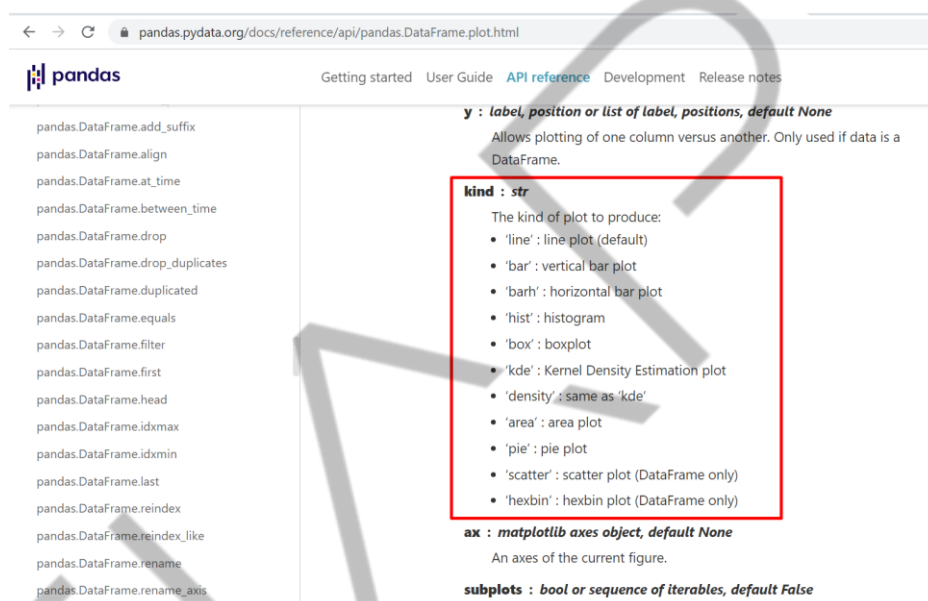 pandas.pydata.org/docs/reference/api/pandas.DataFrame.plot.html
pandas
Getting started User Guide API reference Development Release notes
pandas.DataFrame.add_suffix
pandas.DataFrame.align
pandas.DataFrame.at_time
pandas.DataFrame.between_time
pandas.DataFrame.drop
pandas.DataFrame.drop_duplicates
pandas.DataFrame.duplicated
pandas.DataFrame.equals
pandas.DataFrame.filter
pandas.DataFrame.first
pandas.DataFrame.head
pandas.DataFrame.idxmax
pandas.DataFrame.idxmin
pandas.DataFrame.last
pandas.DataFrame.reindex
pandas.DataFrame.reindex_like
pandas.DataFrame.rename
pandas.DataFrame.rename_axis
y : label, position or list of label, positions, default None
Allows plotting of one column versus another. Only used if data is a
DataFrame.
kind : str
The kind of plot to produce:
• ‘line’ : line plot (default)
• ‘bar’ : vertical bar plot
• ‘barh’ : horizontal bar plot
• ‘hist’ : histogram
• ‘box’ : boxplot
• ‘kde’ : Kernel Density Estimation plot
• ‘density’ : same as ‘kde’
• ‘area’ : area plot
• ‘pie’ : pie plot
• ‘scatter’ : scatter plot (DataFrame only)
• ‘hexbin’ : hexbin plot (DataFrame only)
ax : matplotlib axes object, default None
An axes of the current figure.
subplots : bool or sequence of iterables, default False